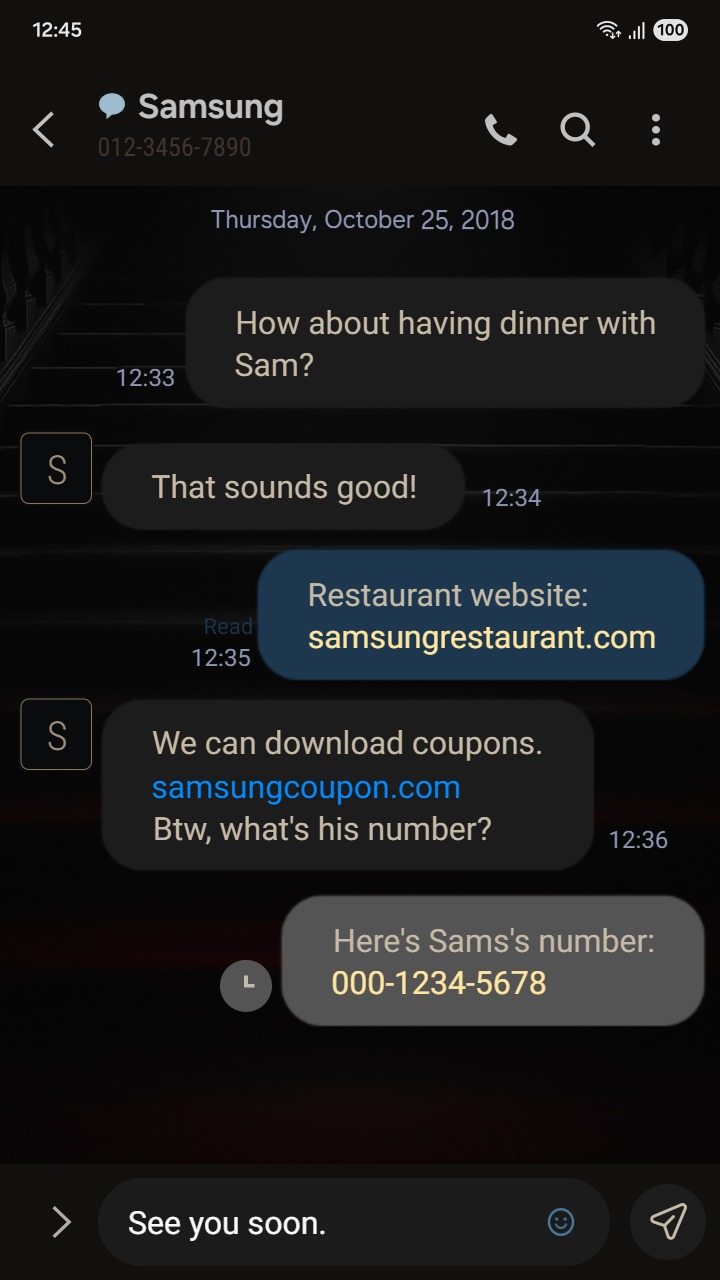 12:45
100
Samsung
012-3456-7890
Thursday, October 25, 2018
How about having dinner with
Sam?
12:33
S
That sounds good!
12:34
Restaurant website:
samsungrestaurant.com
Read
12:35
S
We can download coupons.
samsungcoupon.com
Btw, what's his number?
12:36
Here's Sams's number:
000-1234-5678
See you soon.